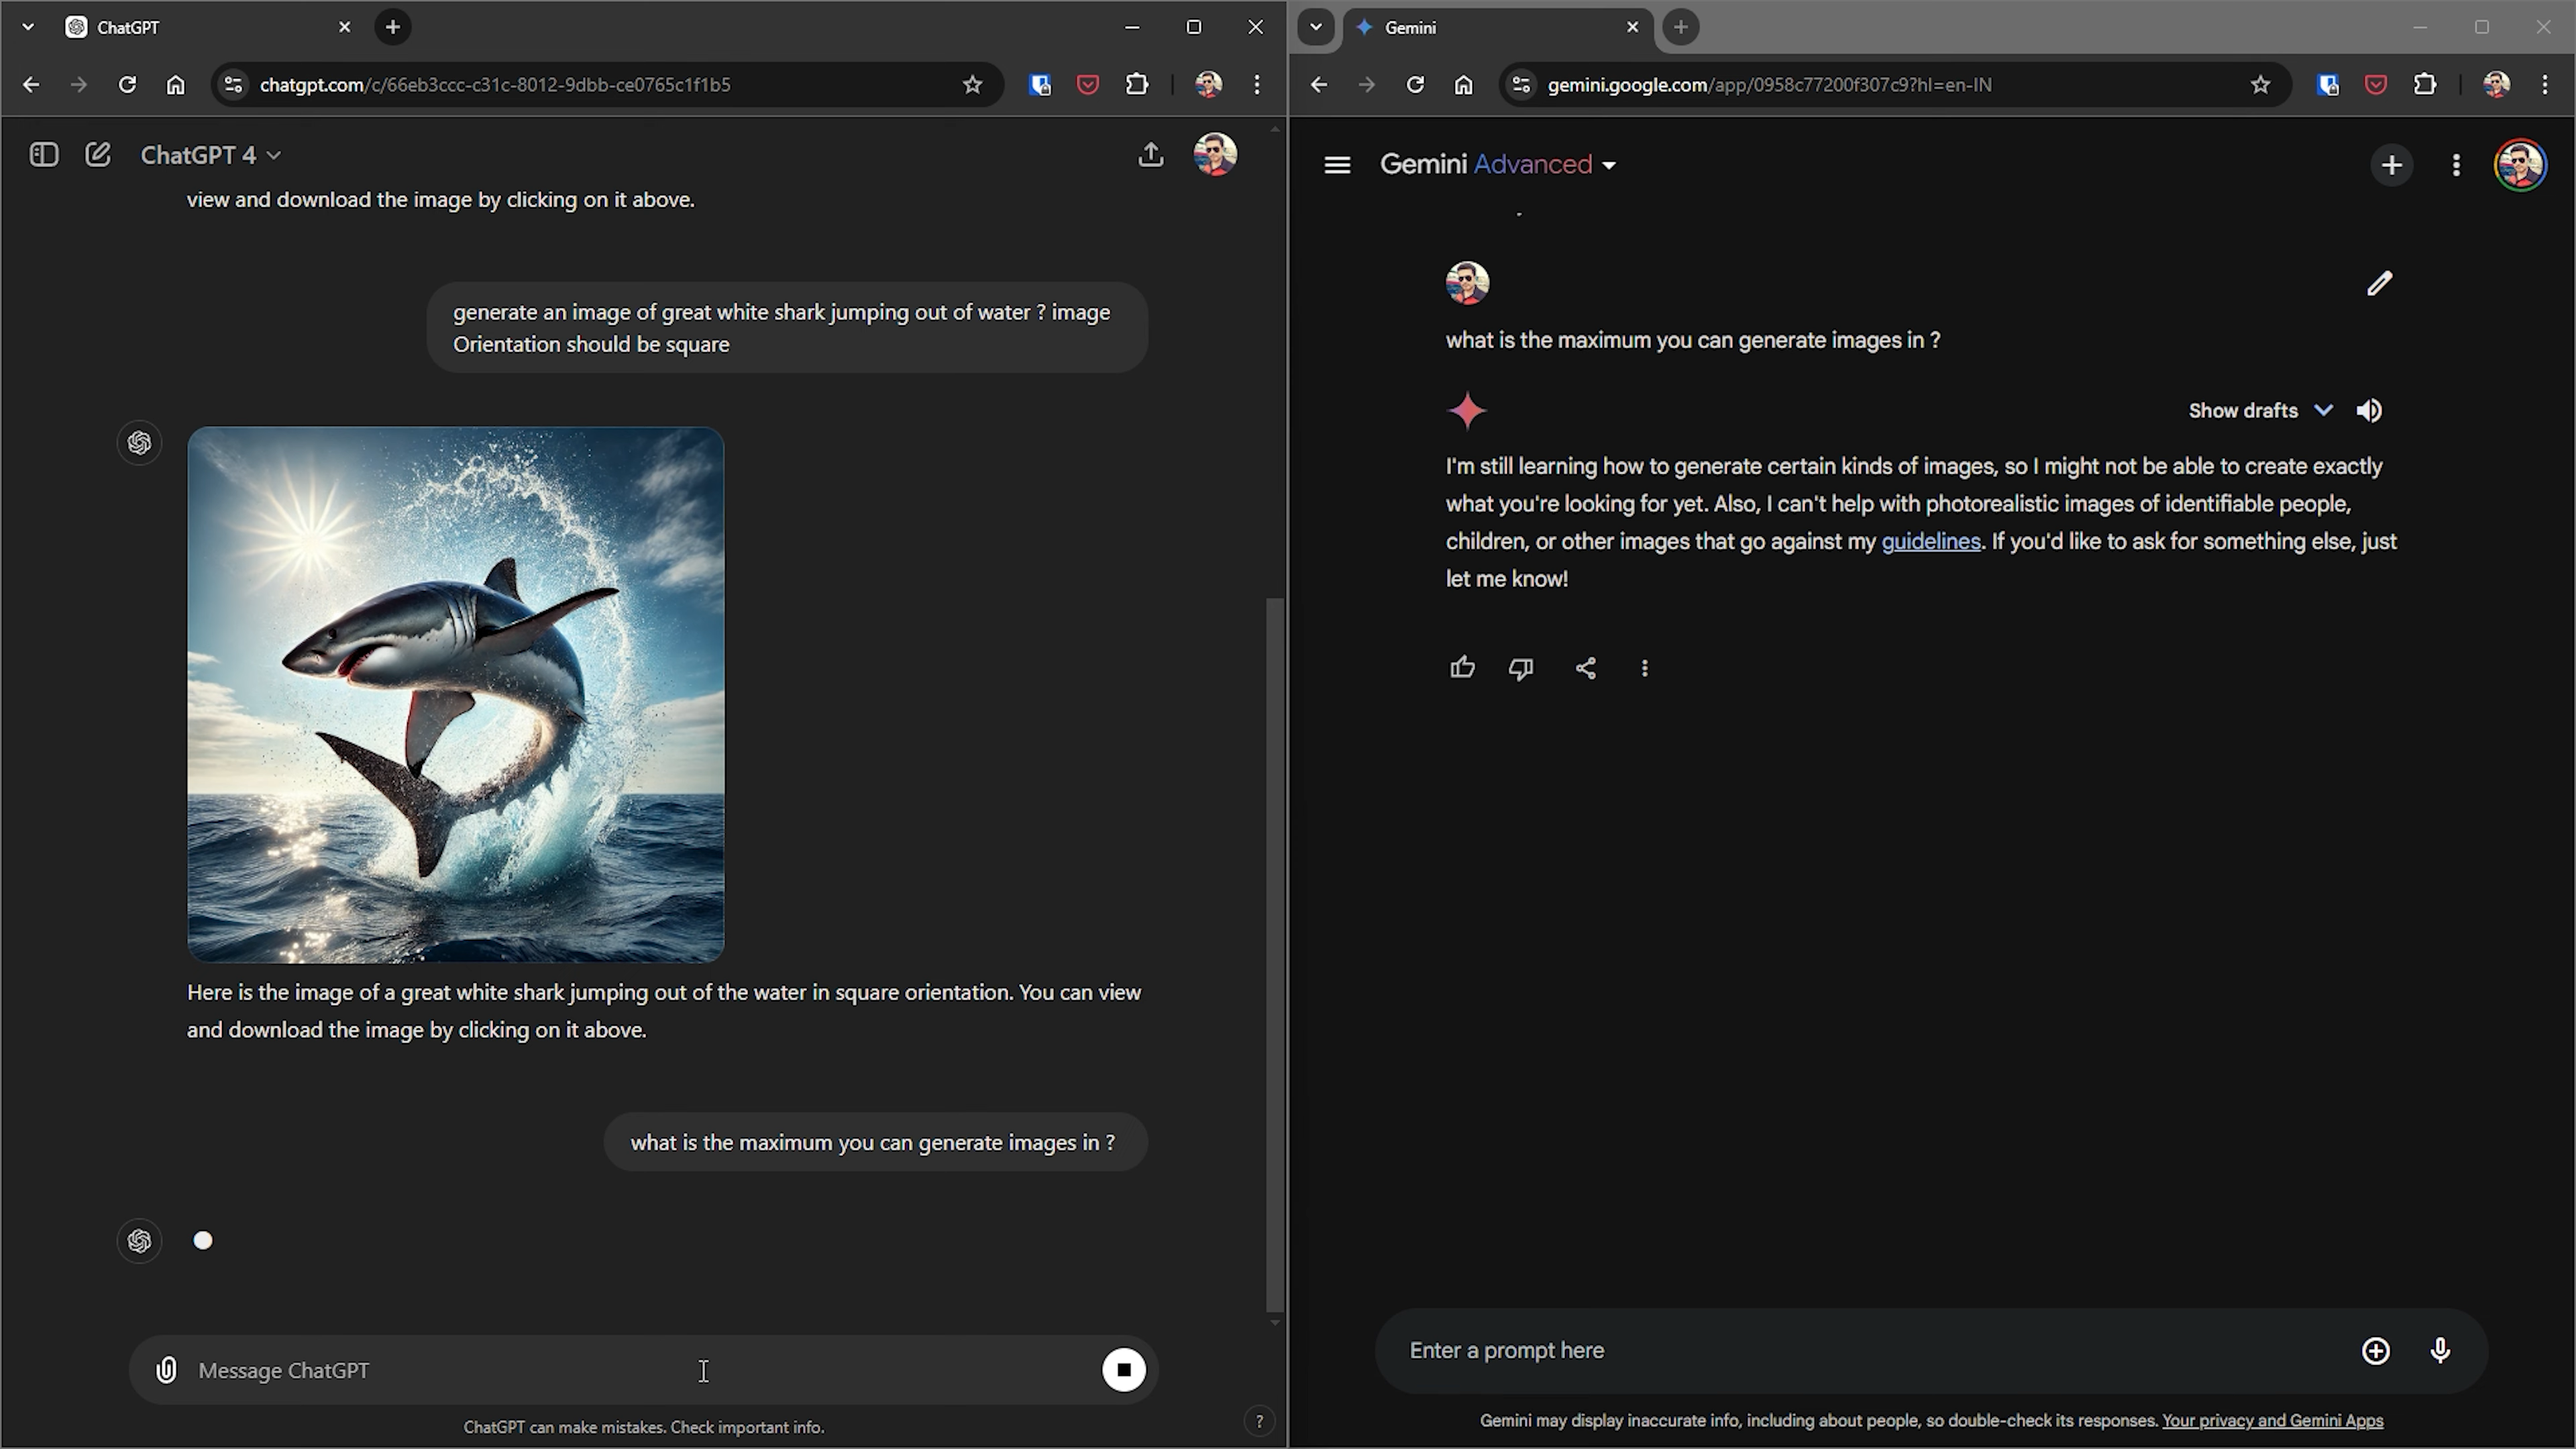 ChatGPT
chatgpt.com/c/66eb3ccc-c31c-8012-9dbb-ce0765c1f1b5
ChatGPT 4
view and download the image by clicking on it above.
generate an image of great white shark jumping out of water ? image
Orientation should be square
Here is the image of a great white shark jumping out of the water in square orientation. You can view
and download the image by clicking on it above.
what is the maximum you can generate images in ?
Message ChatGPT
ChatGPT can make mistakes. Check important info.
?
Gemini
gemini.google.com/app/0958c77200f307c9?hl=en-IN
Gemini Advanced
what is the maximum you can generate images in ?
Show drafts
I'm still learning how to generate certain kinds of images, so I might not be able to create exactly
what you're looking for yet. Also, I can't help with photorealistic images of identifiable people,
children, or other images that go against my guidelines. If you'd like to ask for something else, just
let me know!
Enter a prompt here
Gemini may display inaccurate info, including about people, so double-check its responses. Your privacy and Gemini Apps